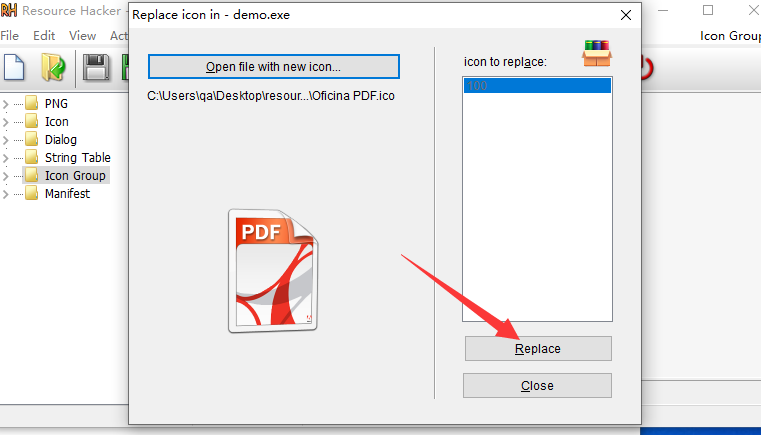 RH Resource Hacker -
Replace icon in - demo.exe
File Edit View Act
Icon Group
Open file with new icon...
C:\Users\qa\Desktop\resour...\Oficina PDF.ico
icon to replace:
100
PNG
Icon
Dialog
String Table
Icon Group
Manifest
PDF
Replace
Close